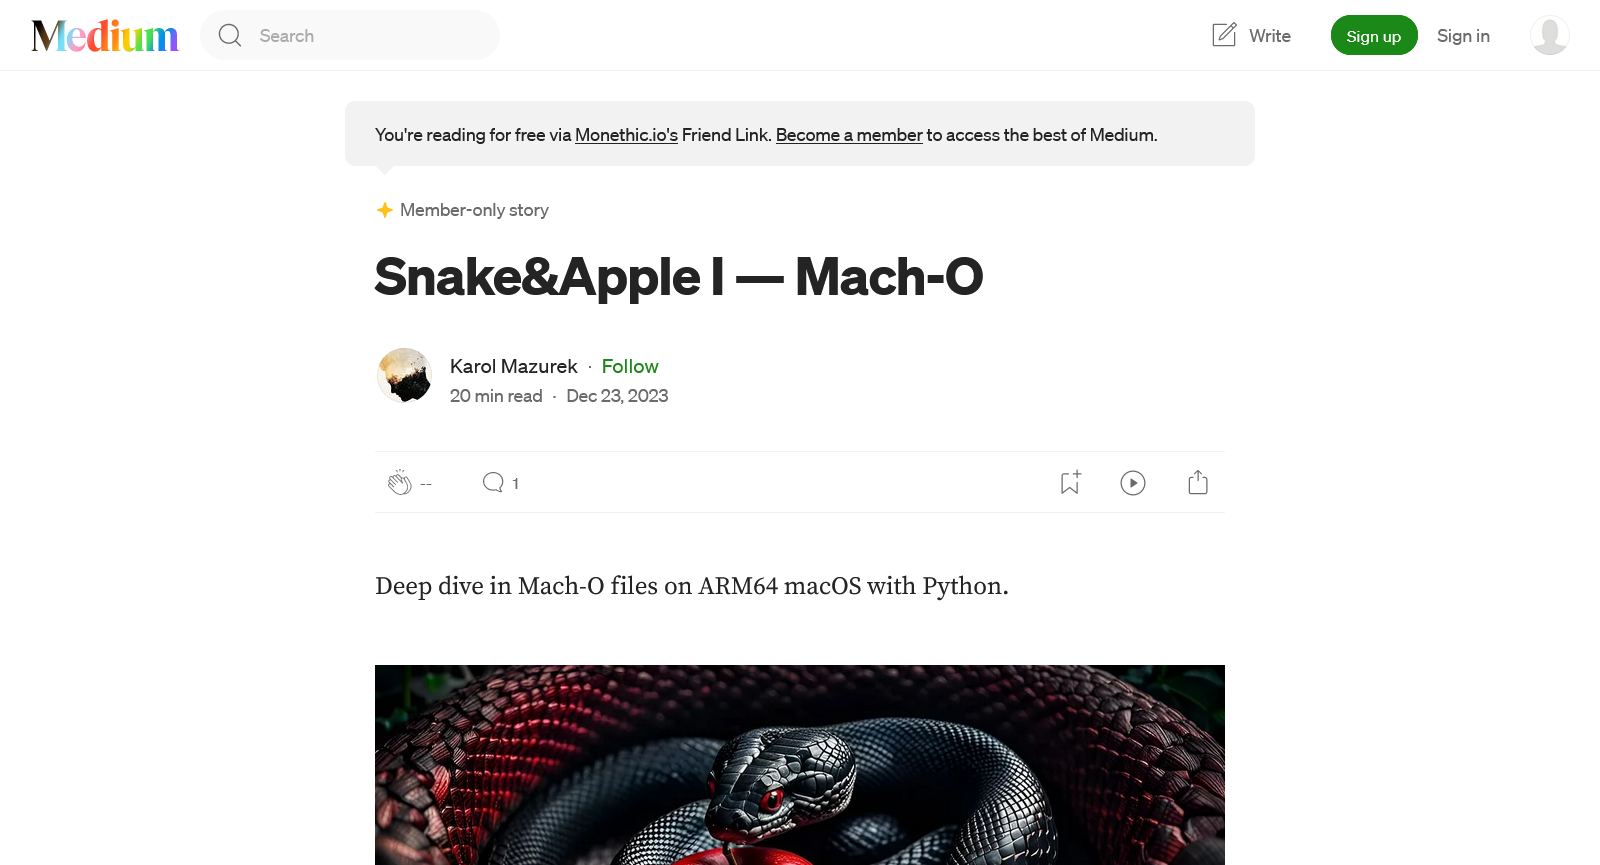 Medium
Search
Write
Sign up
Sign in
You're reading for free via Monethic.io's Friend Link. Become a member to access the best of Medium.
Member-only story
Snake&Apple I — Mach-O
Karol Mazurek · Follow
20 min read · Dec 23, 2023
--
1
Deep dive in Mach-O files on ARM64 macOS with Python.